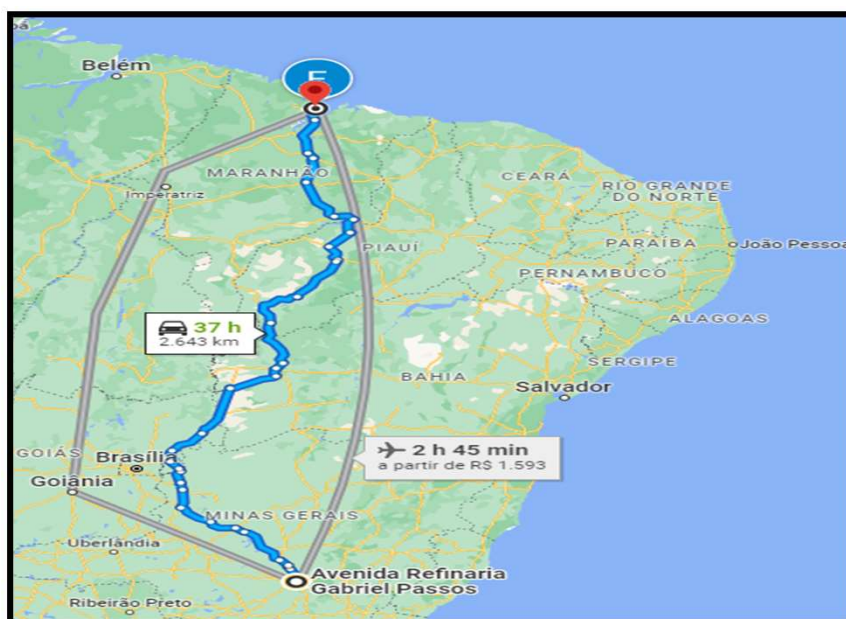 Belém
MARANHÃO
Imperatriz
CEARÁ
RIO GRANDE
DO NORTE
PIAUÍ
PARAÍBA
João Pessoa
PERNAMBUCO
37 h
2.643 km
ALAGOAS
SERGIPE
BAHIA
Salvador
2 h 45 min
a partir de R$ 1.593
GOIÁS
Brasília
Goiânia
MINAS GERAIS
Uberlândia
Avenida Refinaria
Gabriel Passos
Ribeirão Preto